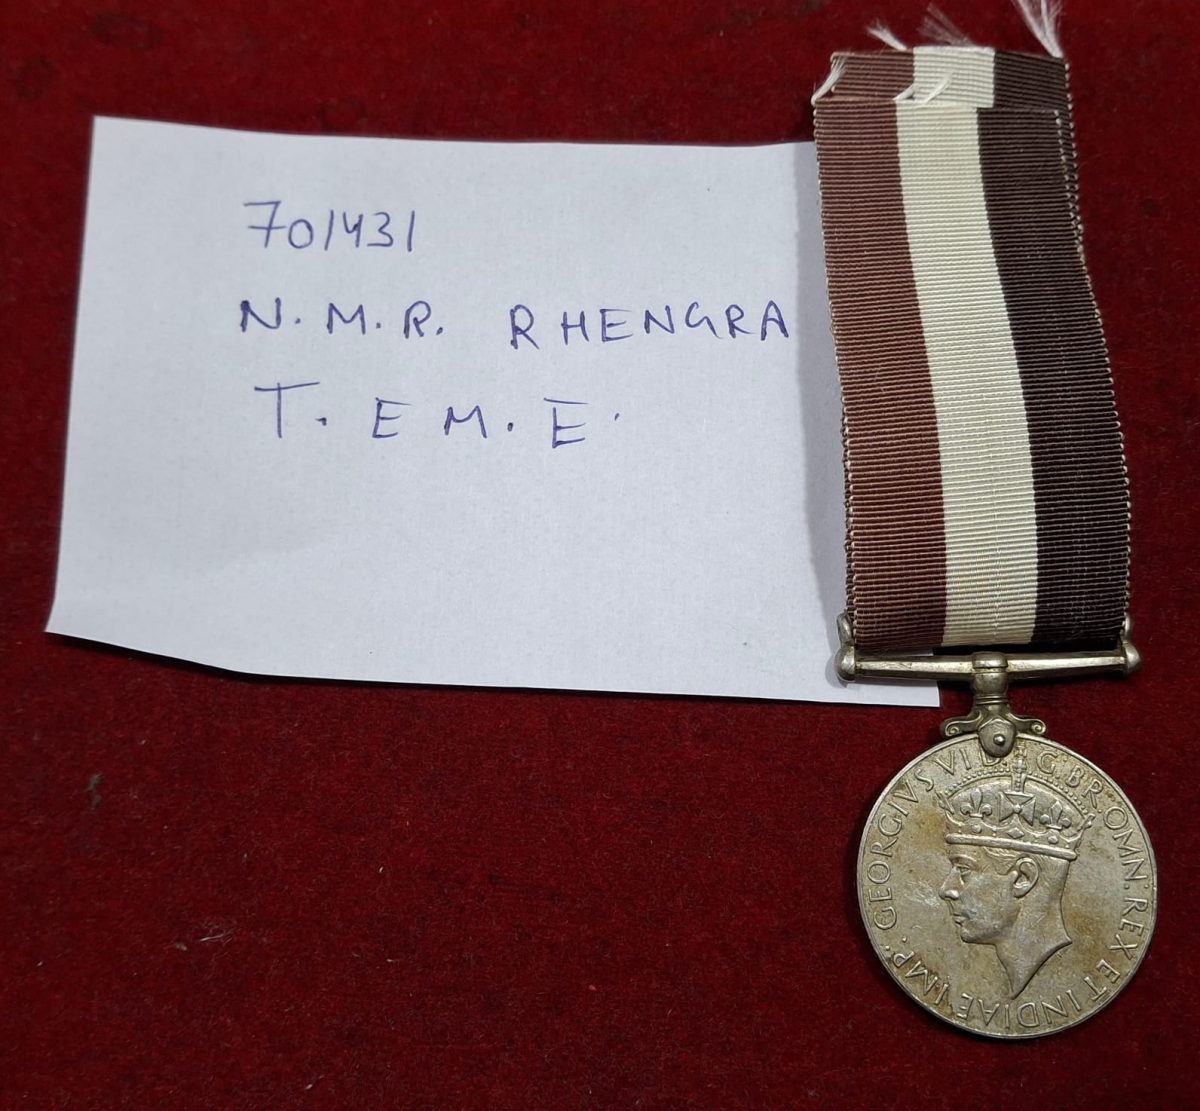 701431
N.M.R. RHENGRA
T. E M. E.
GEORGIVS VI D: G: BR: OMN: REX ET INDIAE IMP: